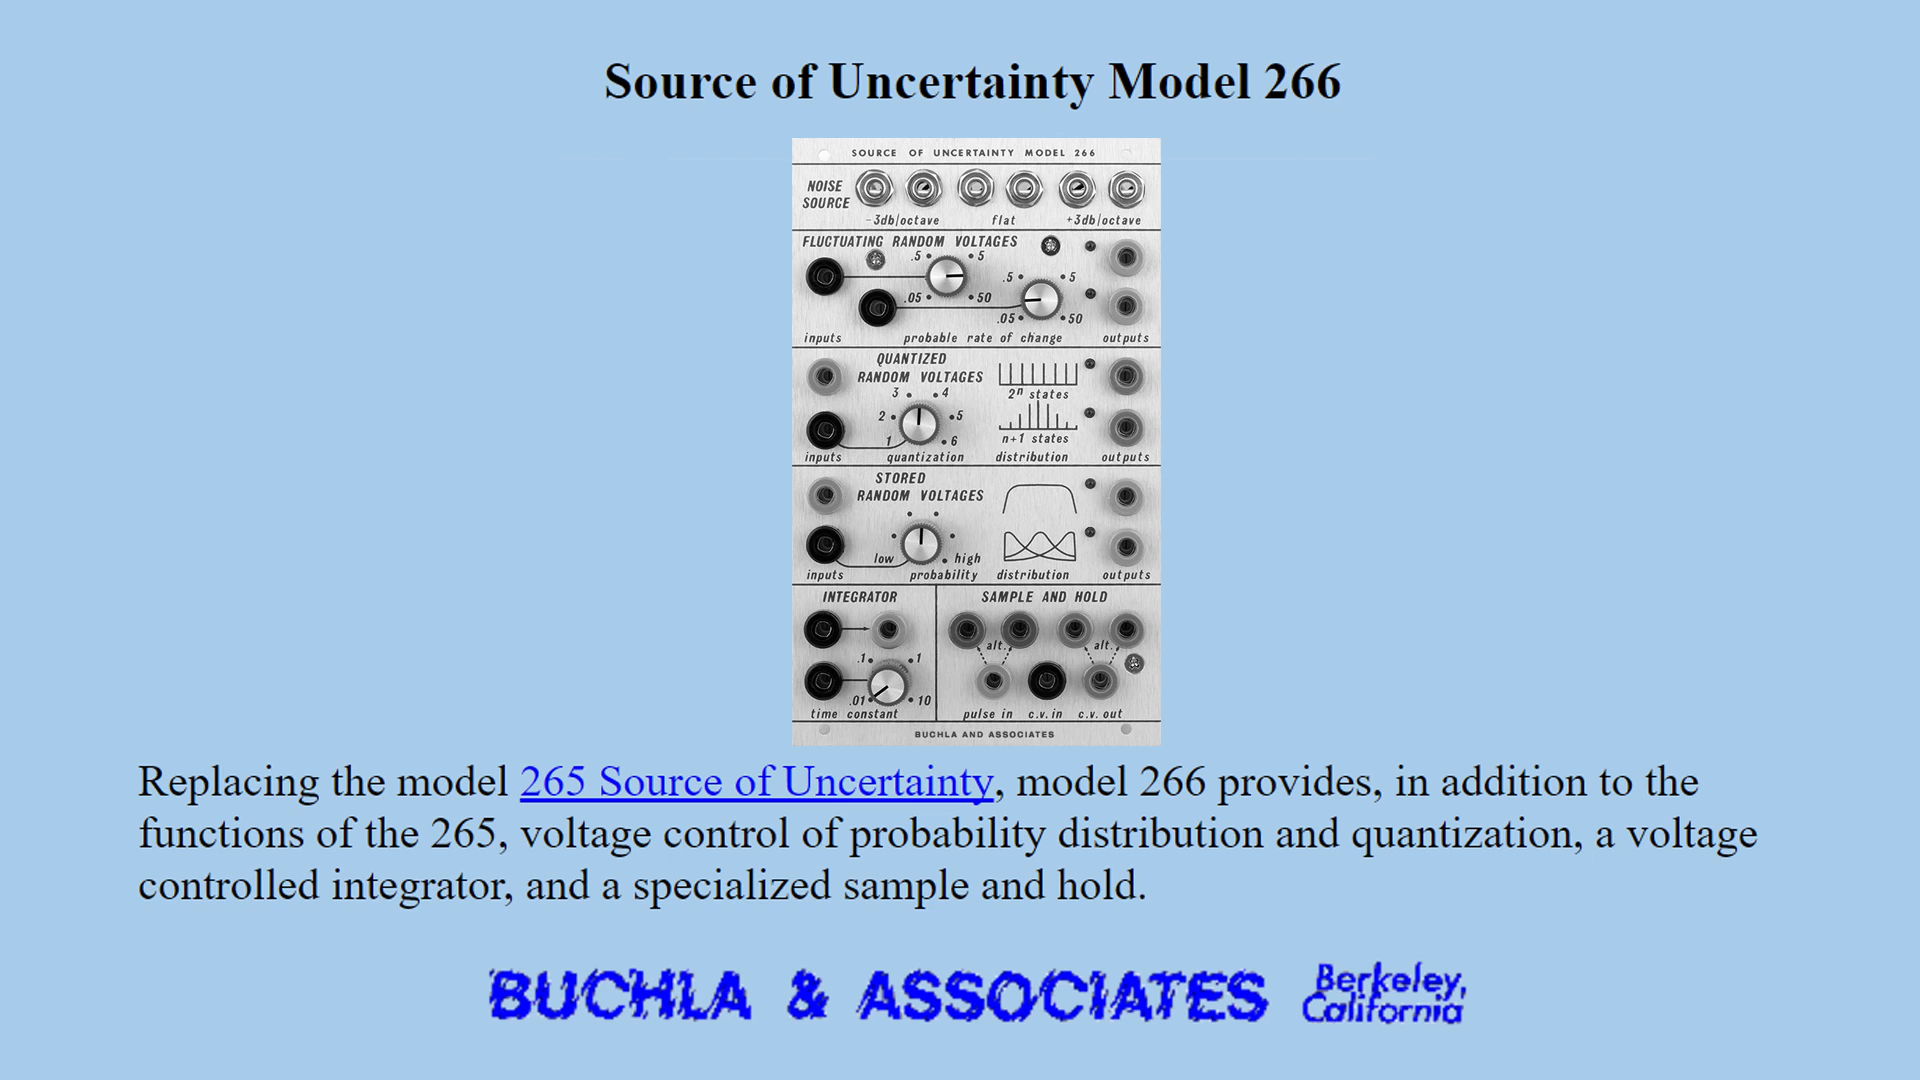 Source of Uncertainty Model 266
SOURCE OF UNCERTAINTY MODEL 266
NOISE
SOURCE
-3db/octave flat +3db/octave
FLUCTUATING RANDOM VOLTAGES
.5 5
.5 5
.05 50
.05 50
inputs probable rate of change outputs
QUANTIZED
RANDOM VOLTAGES
2ⁿ states
3 4
2 5
1 6
n+1 states
inputs quantization distribution outputs
STORED
RANDOM VOLTAGES
low high
inputs probability distribution outputs
INTEGRATOR SAMPLE AND HOLD
alt. alt.
.1 1
.01 10
time constant pulse in c.v. in c.v. out
BUCHLA AND ASSOCIATES
Replacing the model 265 Source of Uncertainty, model 266 provides, in addition to the
functions of the 265, voltage control of probability distribution and quantization, a voltage
controlled integrator, and a specialized sample and hold.
BUCHLA & ASSOCIATES Berkeley,
California